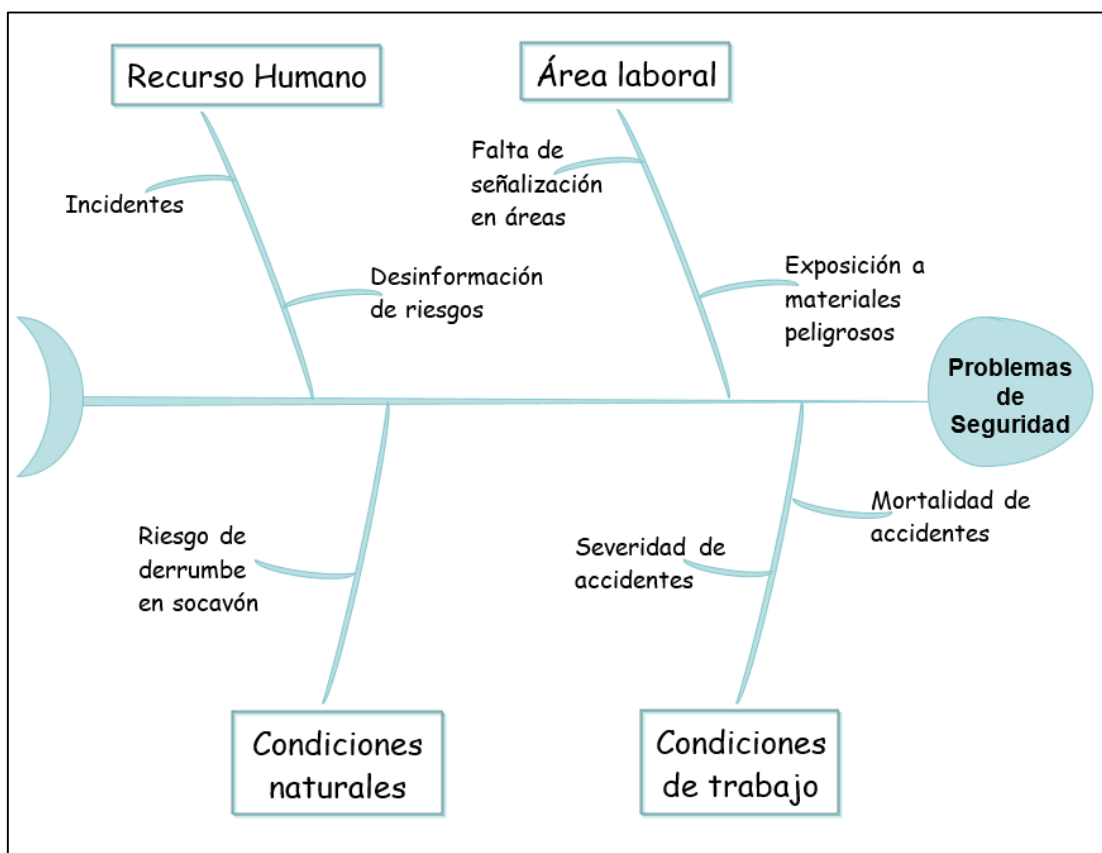 Recurso Humano
Área laboral
Incidentes
Desinformación
de riesgos
Falta de
señalización
en áreas
Exposición a
materiales
peligrosos
Problemas
de
Seguridad
Riesgo de
derrumbe
en socavón
Severidad de
accidentes
Mortalidad de
accidentes
Condiciones
naturales
Condiciones
de trabajo